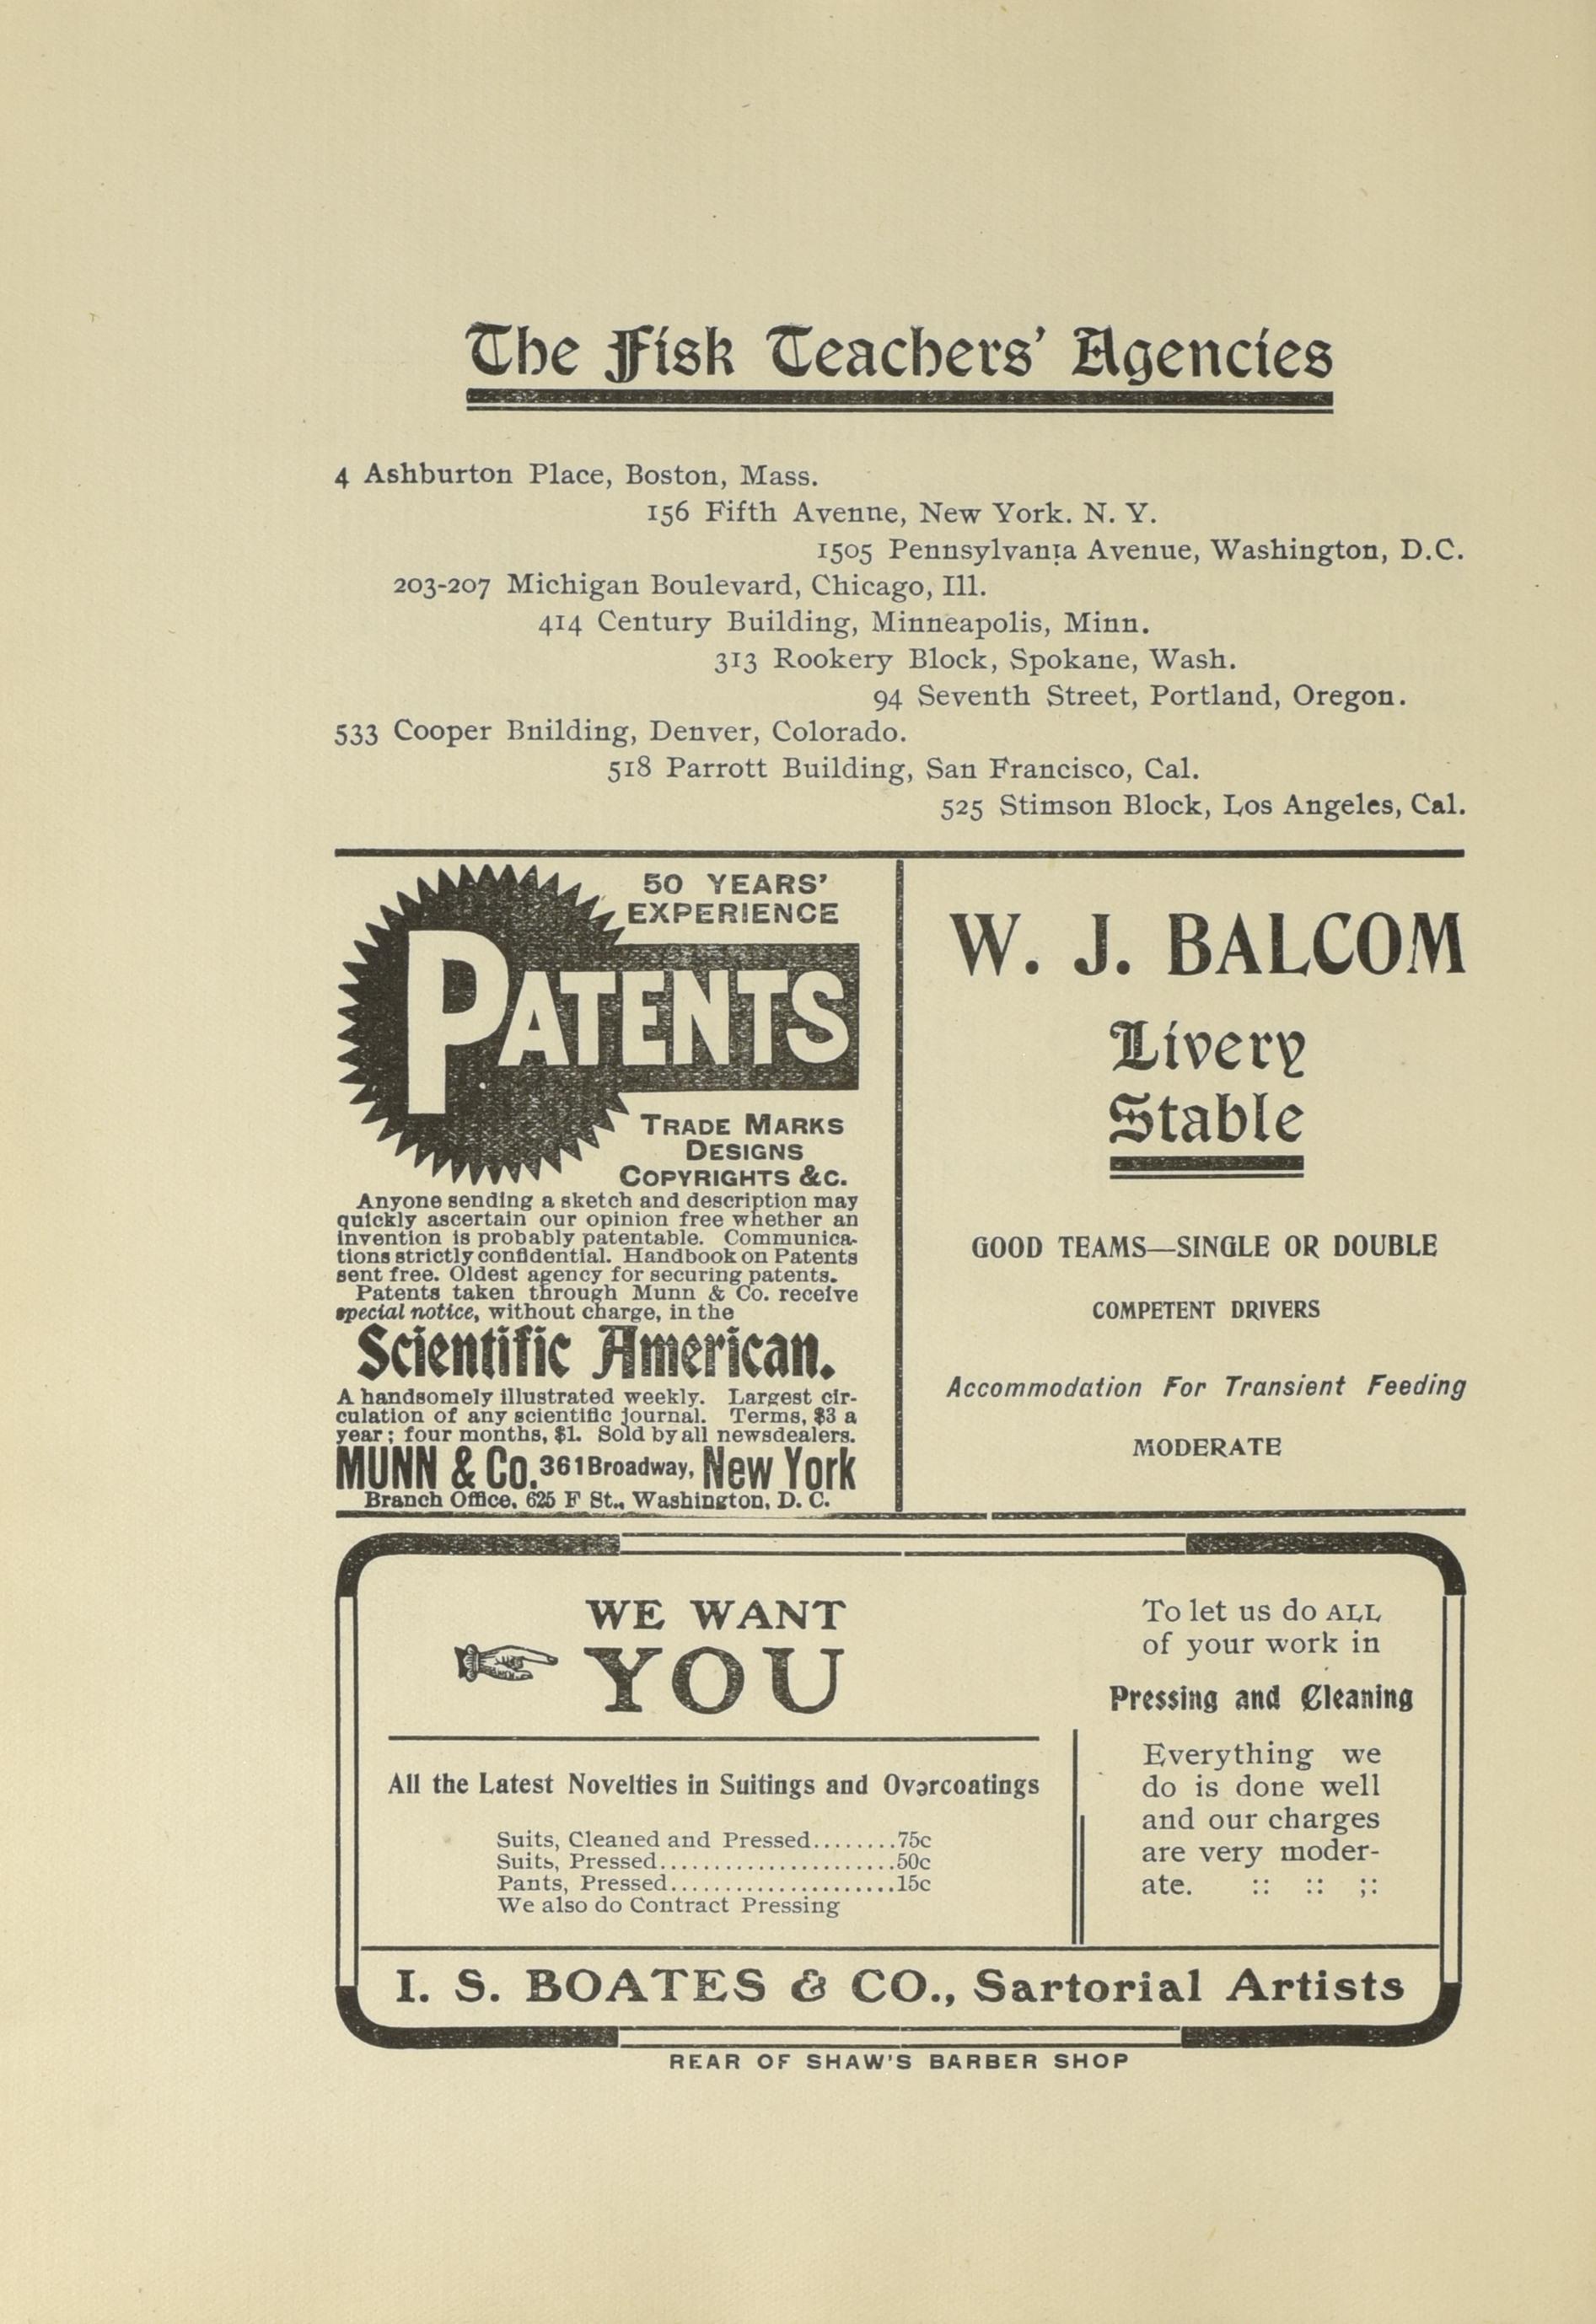 The Fisk Teachers' Agencies
4 Ashburton Place, Boston, Mass.
156 Fifth Avenne, New York. N. Y.
1505 Pennsylvania Avenue, Washington, D.C.
203-207 Michigan Boulevard, Chicago, Ill.
414 Century Building, Minneapolis, Minn.
313 Rookery Block, Spokane, Wash.
94 Seventh Street, Portland, Oregon.
533 Cooper Bnilding, Denver, Colorado.
518 Parrott Building, San Francisco, Cal.
525 Stimson Block, Los Angeles, Cal.
50 YEARS'
EXPERIENCE
PATENTS
TRADE MARKS
DESIGNS
COPYRIGHTS &C.
Anyone sending a sketch and description may
quickly ascertain our opinion free whether an
invention is probably patentable. Communica-
tions strictly confidential. Handbook on Patents
sent free. Oldest agency for securing patents.
Patents taken through Munn & Co. receive
special notice, without charge, in the
Scientific American.
A handsomely illustrated weekly. Largest cir-
culation of any scientific journal. Terms, $3 a
year; four months, $1. Sold by all newsdealers.
MUNN & Co. 361 Broadway, New York
Branch Office, 625 F St., Washington, D. C.
W. J. BALCOM
Livery
Stable
GOOD TEAMS—SINGLE OR DOUBLE
COMPETENT DRIVERS
Accommodation For Transient Feeding
MODERATE
WE WANT
YOU
All the Latest Novelties in Suitings and Overcoatings
Suits, Cleaned and Pressed........75c
Suits, Pressed......................50c
Pants, Pressed.....................15c
We also do Contract Pressing
To let us do ALL
of your work in
Pressing and Cleaning
Everything we
do is done well
and our charges
are very moder-
ate. :: :: ;:
I. S. BOATES & CO., Sartorial Artists
REAR OF SHAW'S BARBER SHOP